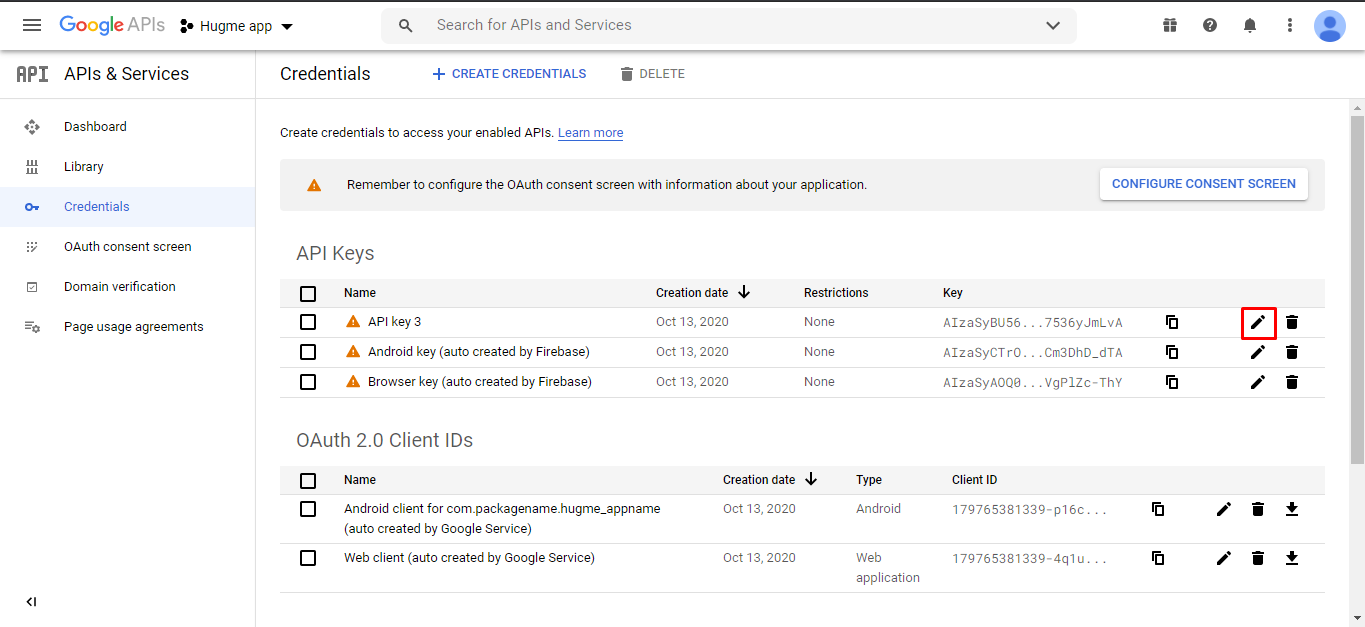 Google APIs Hugme app Search for APIs and Services
API APIs & Services
Credentials CREATE CREDENTIALS DELETE
Dashboard
Library
Credentials
OAuth consent screen
Domain verification
Page usage agreements
Create credentials to access your enabled APIs. Learn more
Remember to configure the OAuth consent screen with information about your application. CONFIGURE CONSENT SCREEN
API Keys
Name Creation date Restrictions Key
API key 3 Oct 13, 2020 None AIzaSyBU56...7536yJmLvA
Android key (auto created by Firebase) Oct 13, 2020 None AIzaSyCTrO...Cm3DhD_dTA
Browser key (auto created by Firebase) Oct 13, 2020 None AIzaSyAOQ0...VgPlZc-ThY
OAuth 2.0 Client IDs
Name Creation date Type Client ID
Android client for com.packagename.hugme_appname Oct 13, 2020 Android 179765381339-p16c...
(auto created by Google Service)
Web client (auto created by Google Service) Oct 13, 2020 Web 179765381339-4q1u...
application